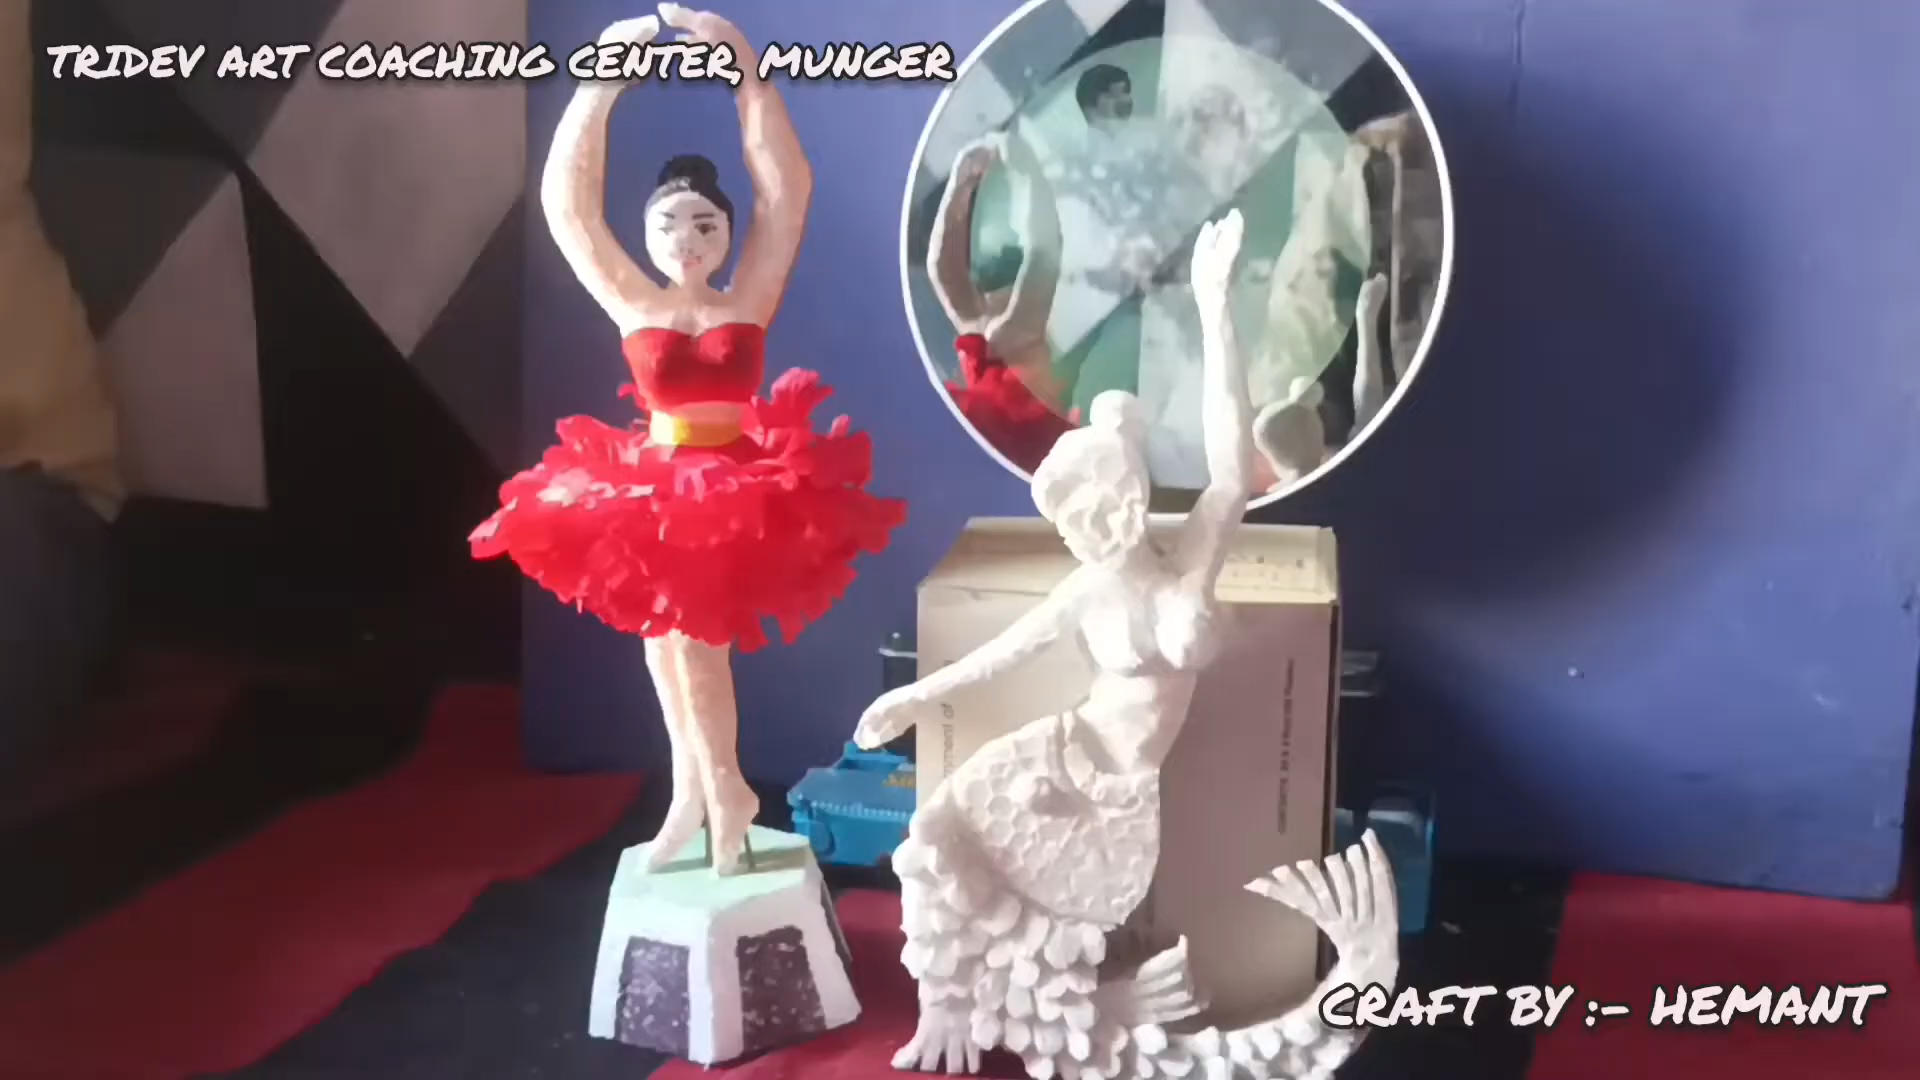 TRIDEV ART COACHING CENTER, MUNGER
CRAFT BY :- HEMANT